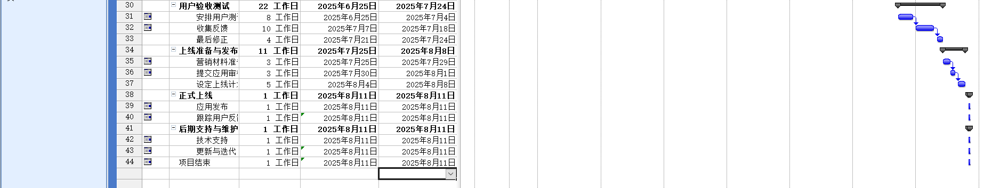 30 用户验收测试 22 工作日 2025年6月25日 2025年7月24日
31 安排用户测 8 工作日 2025年6月25日 2025年7月4日
32 收集反馈 10 工作日 2025年7月7日 2025年7月18日
33 最后修正 4 工作日 2025年7月21日 2025年7月24日
34 上线准备与发布 11 工作日 2025年7月25日 2025年8月8日
35 营销材料准 3 工作日 2025年7月25日 2025年7月29日
36 提交应用审 3 工作日 2025年7月30日 2025年8月1日
37 设定上线计 5 工作日 2025年8月4日 2025年8月8日
38 正式上线 1 工作日 2025年8月11日 2025年8月11日
39 应用发布 1 工作日 2025年8月11日 2025年8月11日
40 跟踪用户反 1 工作日 2025年8月11日 2025年8月11日
41 后期支持与维护 1 工作日 2025年8月11日 2025年8月11日
42 技术支持 1 工作日 2025年8月11日 2025年8月11日
43 更新与迭代 1 工作日 2025年8月11日 2025年8月11日
44 项目结束 1 工作日 2025年8月11日 2025年8月11日